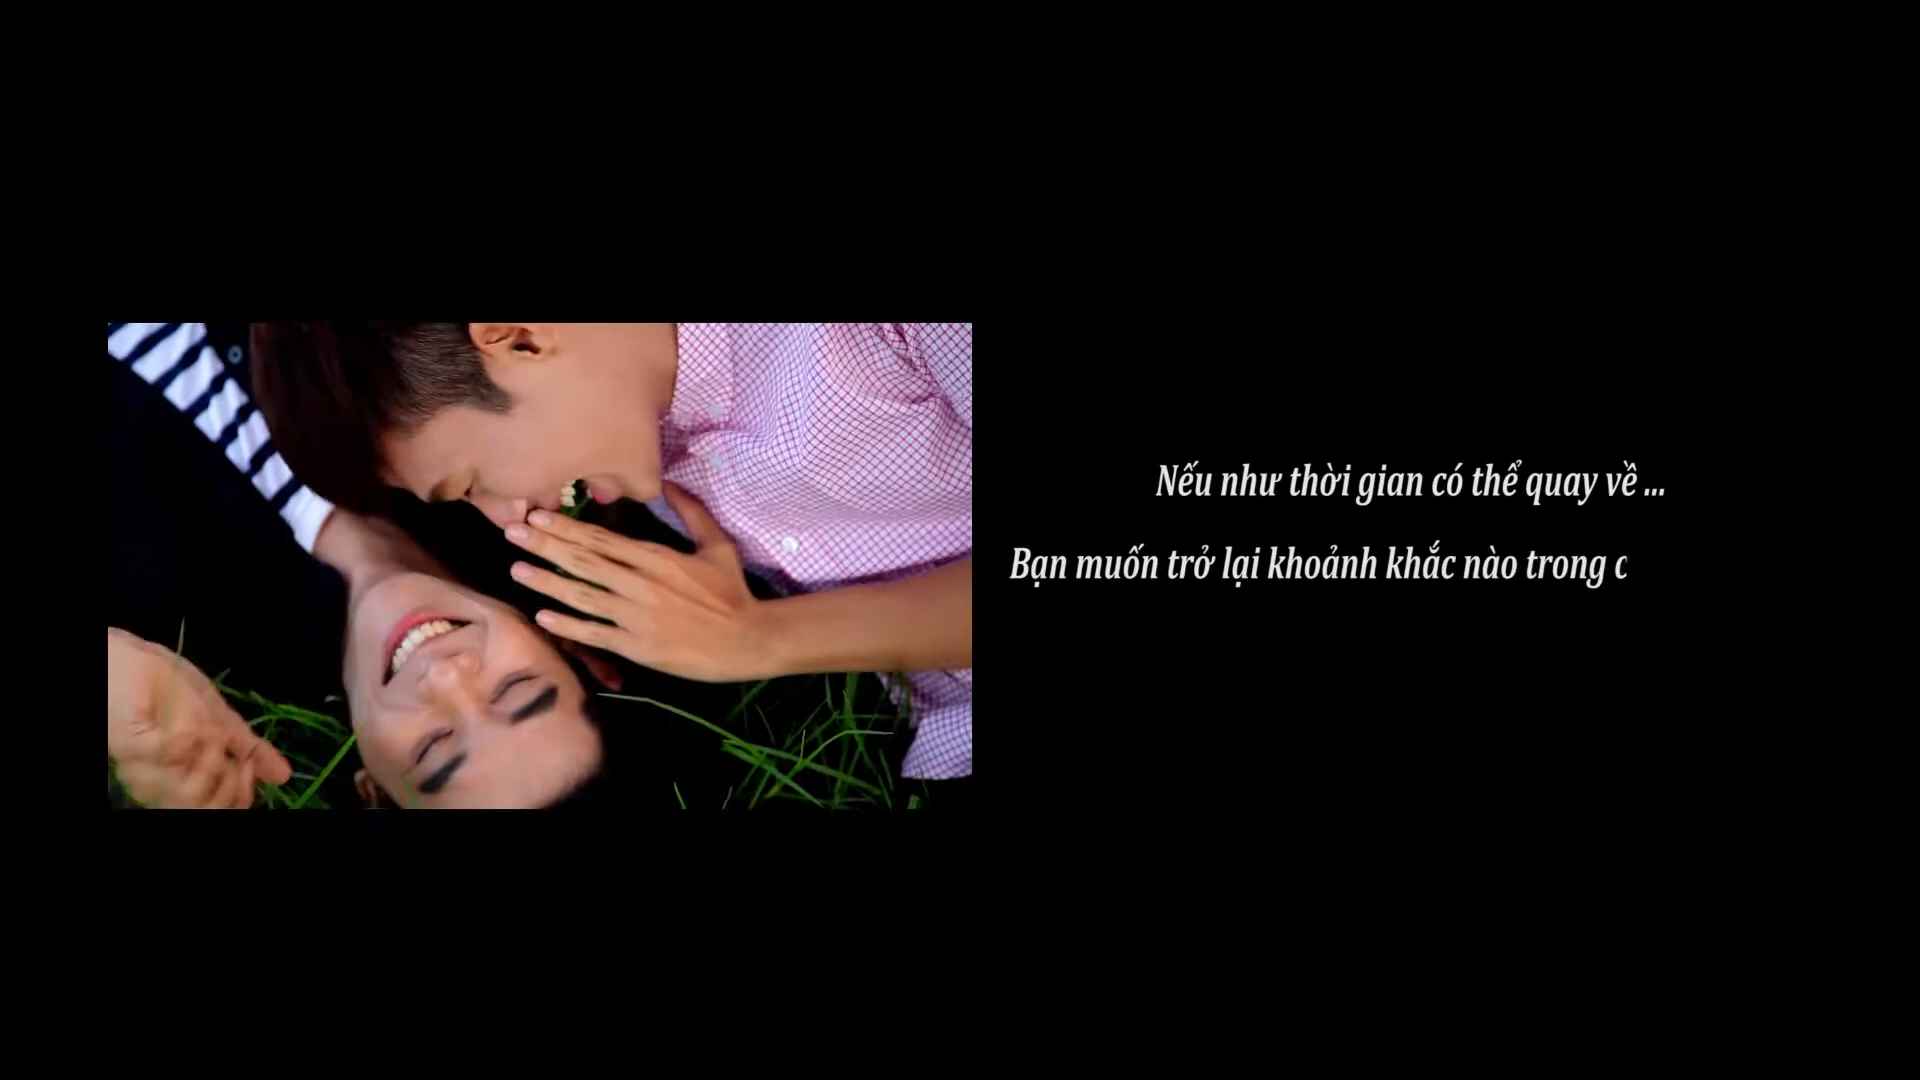 Nếu như thời gian có thể quay về ...
Bạn muốn trở lại khoảnh khắc nào trong c